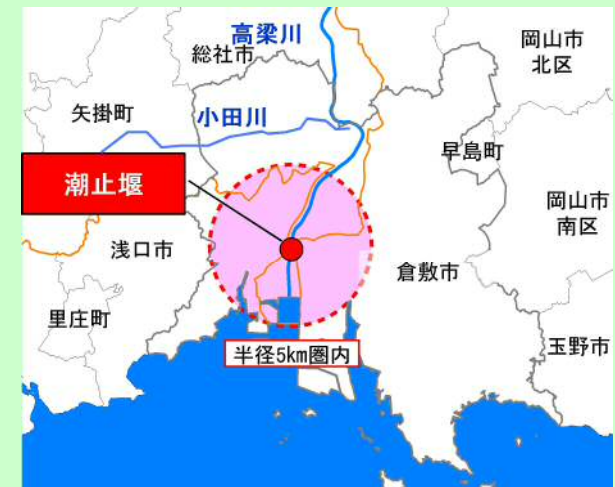 高梁川
総社市
岡山市
北区
矢掛町
小田川
早島町
潮止堰
岡山市
南区
浅口市
倉敷市
里庄町
玉野市
半径5km圏内